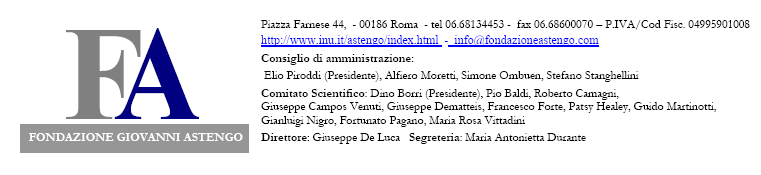 FA
FONDAZIONE GIOVANNI ASTENGO
Piazza Farnese 44, - 00186 Roma - tel 06.68134453 - fax 06.68600070 – P.IVA/Cod Fisc. 04995901008
http://www.inu.it/astengo/index.html - info@fondazioneastengo.com
Consiglio di amministrazione:
Elio Piroddi (Presidente), Alfiero Moretti, Simone Ombuen, Stefano Stanghellini
Comitato Scientifico: Dino Borri (Presidente), Pio Baldi, Roberto Camagni,
Giuseppe Campos Venuti, Giuseppe Dematteis, Francesco Forte, Patsy Healey, Guido Martinotti,
Gianluigi Nigro, Fortunato Pagano, Maria Rosa Vittadini
Direttore: Giuseppe De Luca Segreteria: Maria Antonietta Durante